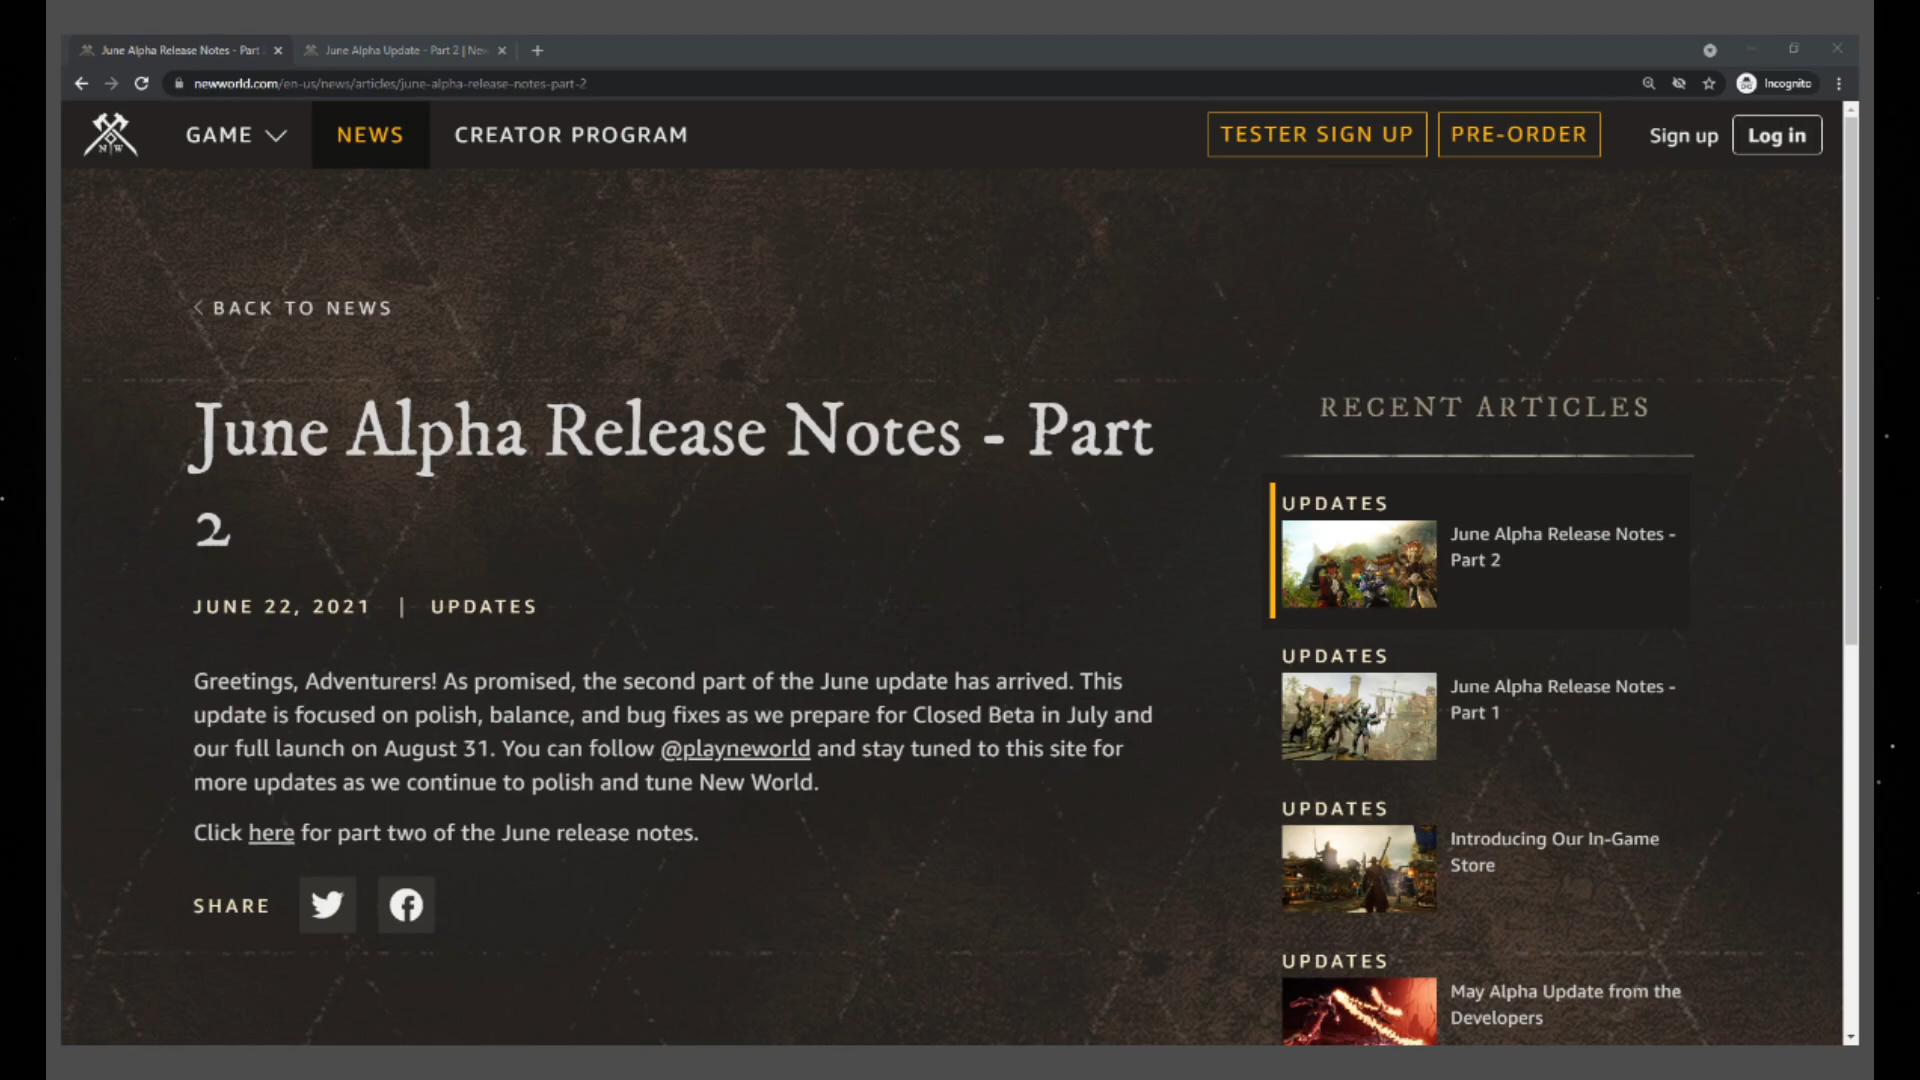 June Alpha Release Notes - Part
June Alpha Update - Part 2 | New
newworld.com/en-us/news/articles/june-alpha-release-notes-part-2
Incognito
N W
GAME
NEWS
CREATOR PROGRAM
TESTER SIGN UP
PRE-ORDER
Sign up
Log in
BACK TO NEWS
June Alpha Release Notes - Part
2
JUNE 22, 2021 | UPDATES
Greetings, Adventurers! As promised, the second part of the June update has arrived. This
update is focused on polish, balance, and bug fixes as we prepare for Closed Beta in July and
our full launch on August 31. You can follow @playneworld and stay tuned to this site for
more updates as we continue to polish and tune New World.
Click here for part two of the June release notes.
SHARE
RECENT ARTICLES
UPDATES
June Alpha Release Notes -
Part 2
UPDATES
June Alpha Release Notes -
Part 1
UPDATES
Introducing Our In-Game
Store
UPDATES
May Alpha Update from the
Developers